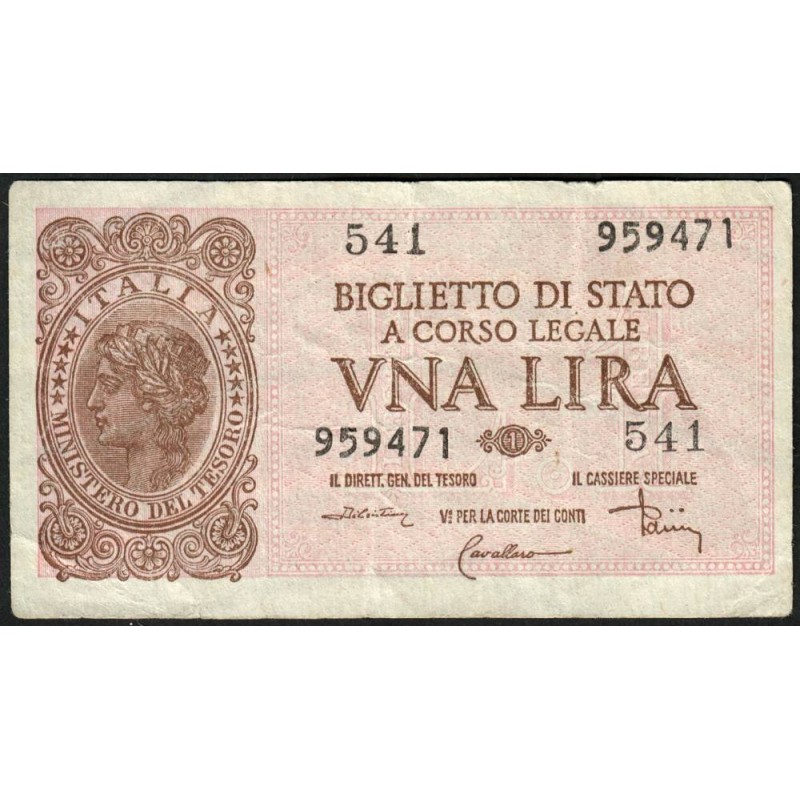 541 959471
ITALIA
MINISTERO DEL TESORO
BIGLIETTO DI STATO
A CORSO LEGALE
VNA LIRA
959471 1 541
IL DIRETT. GEN. DEL TESORO IL CASSIERE SPECIALE
Vº PER LA CORTE DEI CONTI
Cavallaro